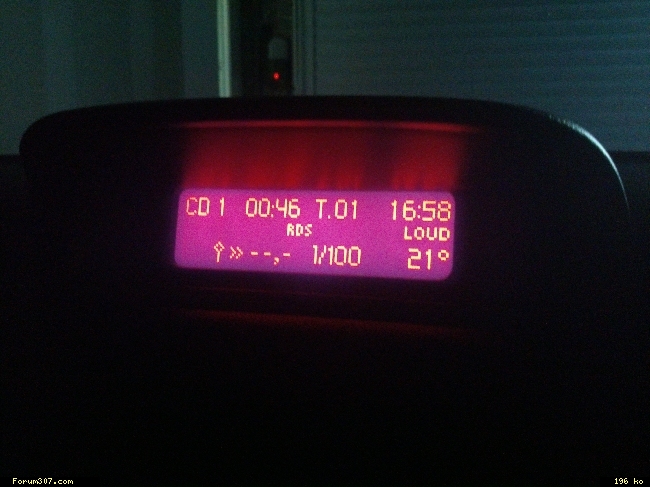 CD 1 00:46 T.01 16:58
RDS LOUD
--,- 1/100 21°
Forum307.com 196 ko